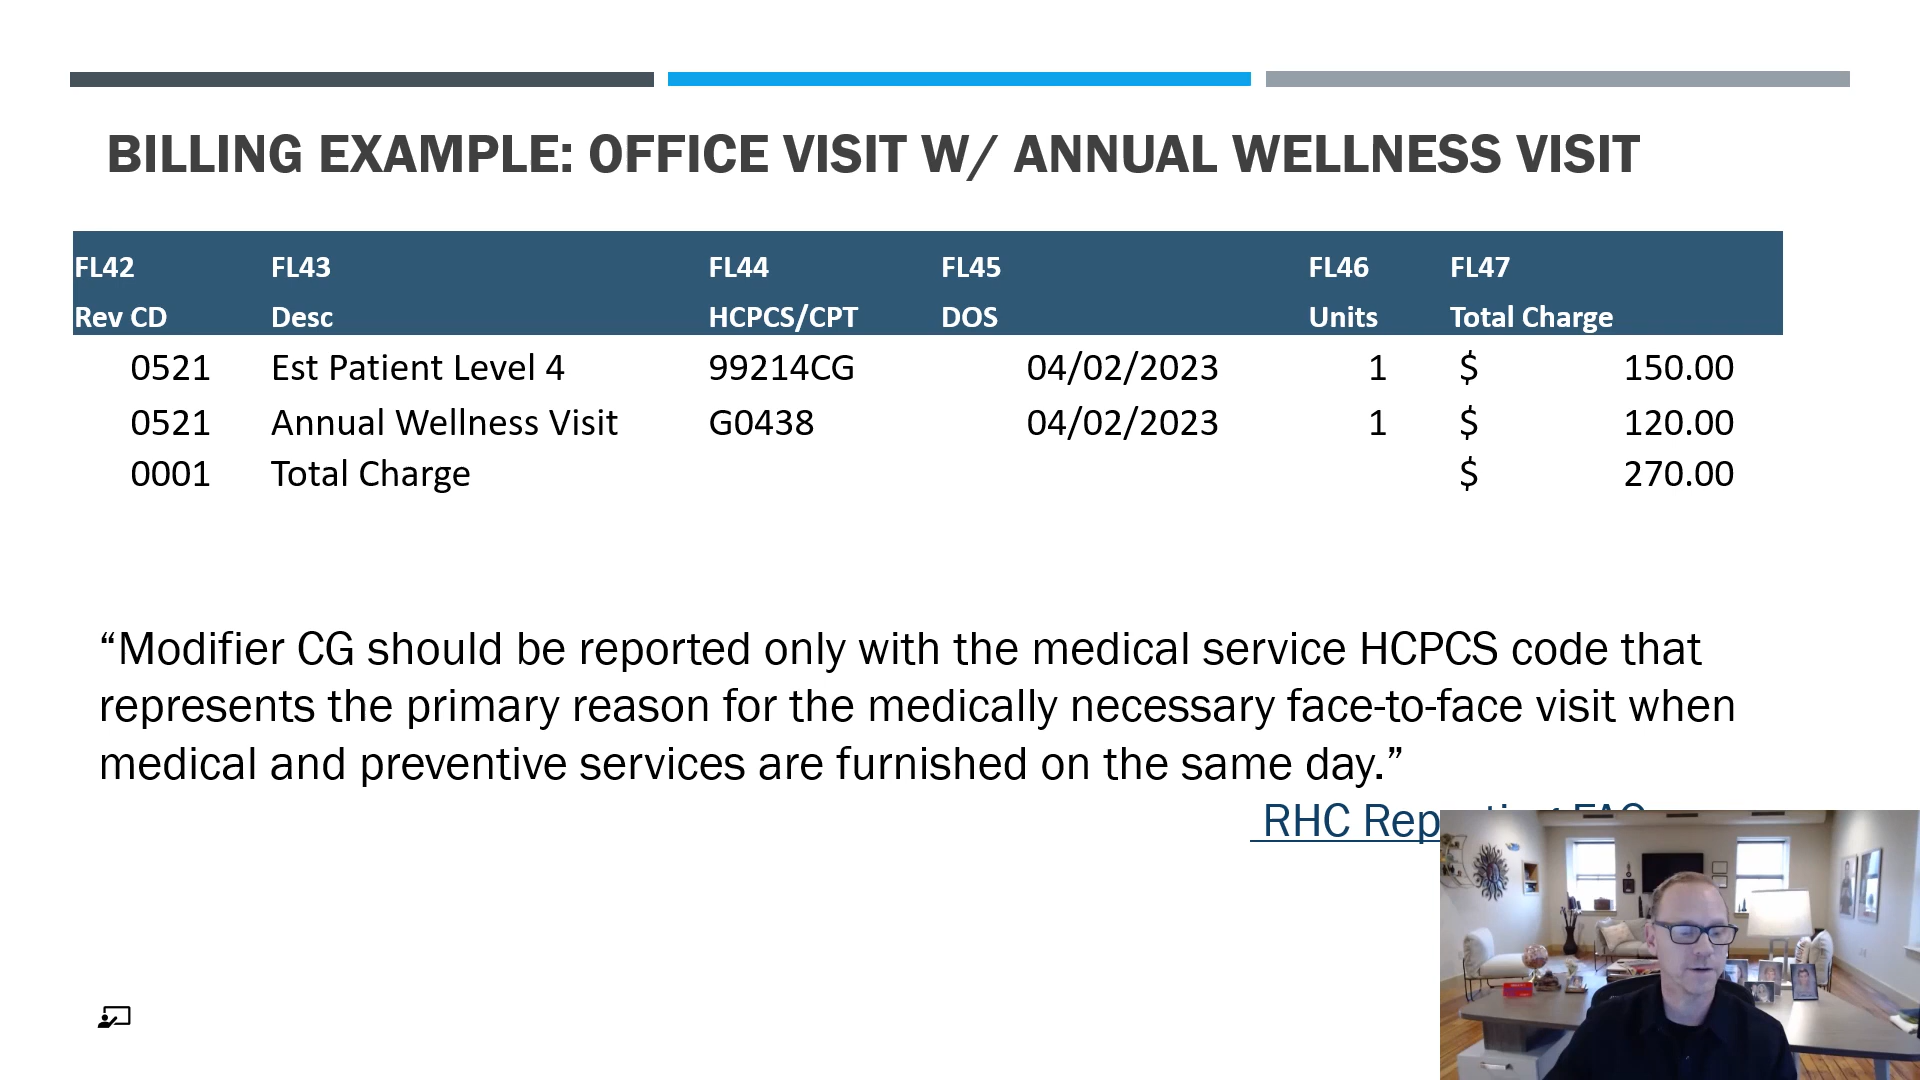 BILLING EXAMPLE: OFFICE VISIT W/ ANNUAL WELLNESS VISIT
FL42 FL43 FL44 FL45 FL46 FL47
Rev CD Desc HCPCS/CPT DOS Units Total Charge
0521 Est Patient Level 4 99214CG 04/02/2023 1 $ 150.00
0521 Annual Wellness Visit G0438 04/02/2023 1 $ 120.00
0001 Total Charge $ 270.00
“Modifier CG should be reported only with the medical service HCPCS code that
represents the primary reason for the medically necessary face-to-face visit when
medical and preventive services are furnished on the same day.”
RHC